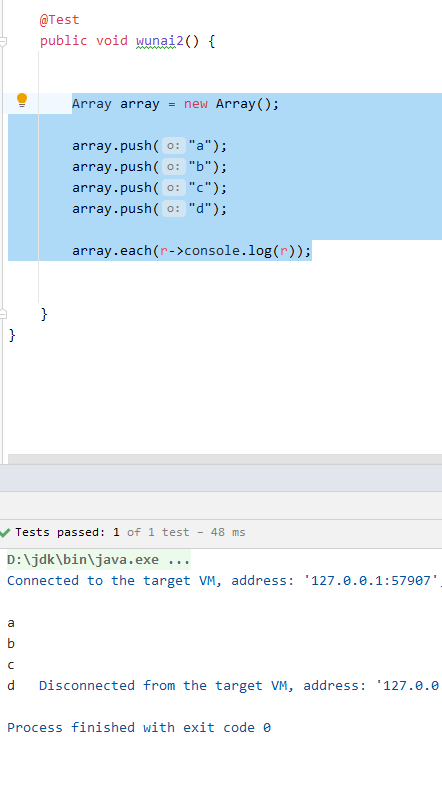 @Test
public void wunai2() {
Array array = new Array();
array.push( o: "a");
array.push( o: "b");
array.push( o: "c");
array.push( o: "d");
array.each(r->console.log(r));
}
}
Tests passed: 1 of 1 test – 48 ms
D:\jdk\bin\java.exe ...
Connected to the target VM, address: '127.0.0.1:57907',
a
b
c
d Disconnected from the target VM, address: '127.0.0
Process finished with exit code 0